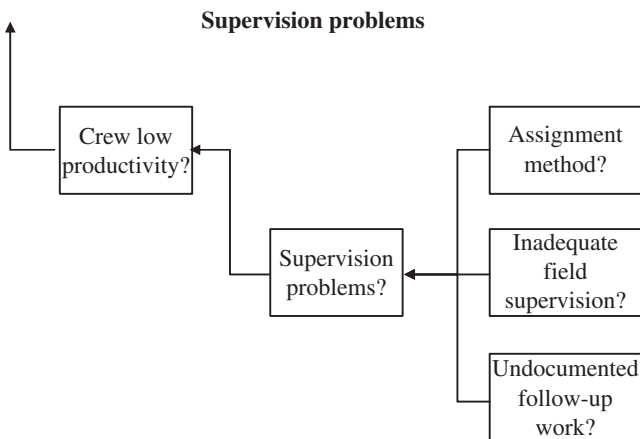 Supervision problems
Crew low
productivity?
Assignment
method?
Supervision
problems?
Inadequate
field
supervision?
Undocumented
follow-up
work?